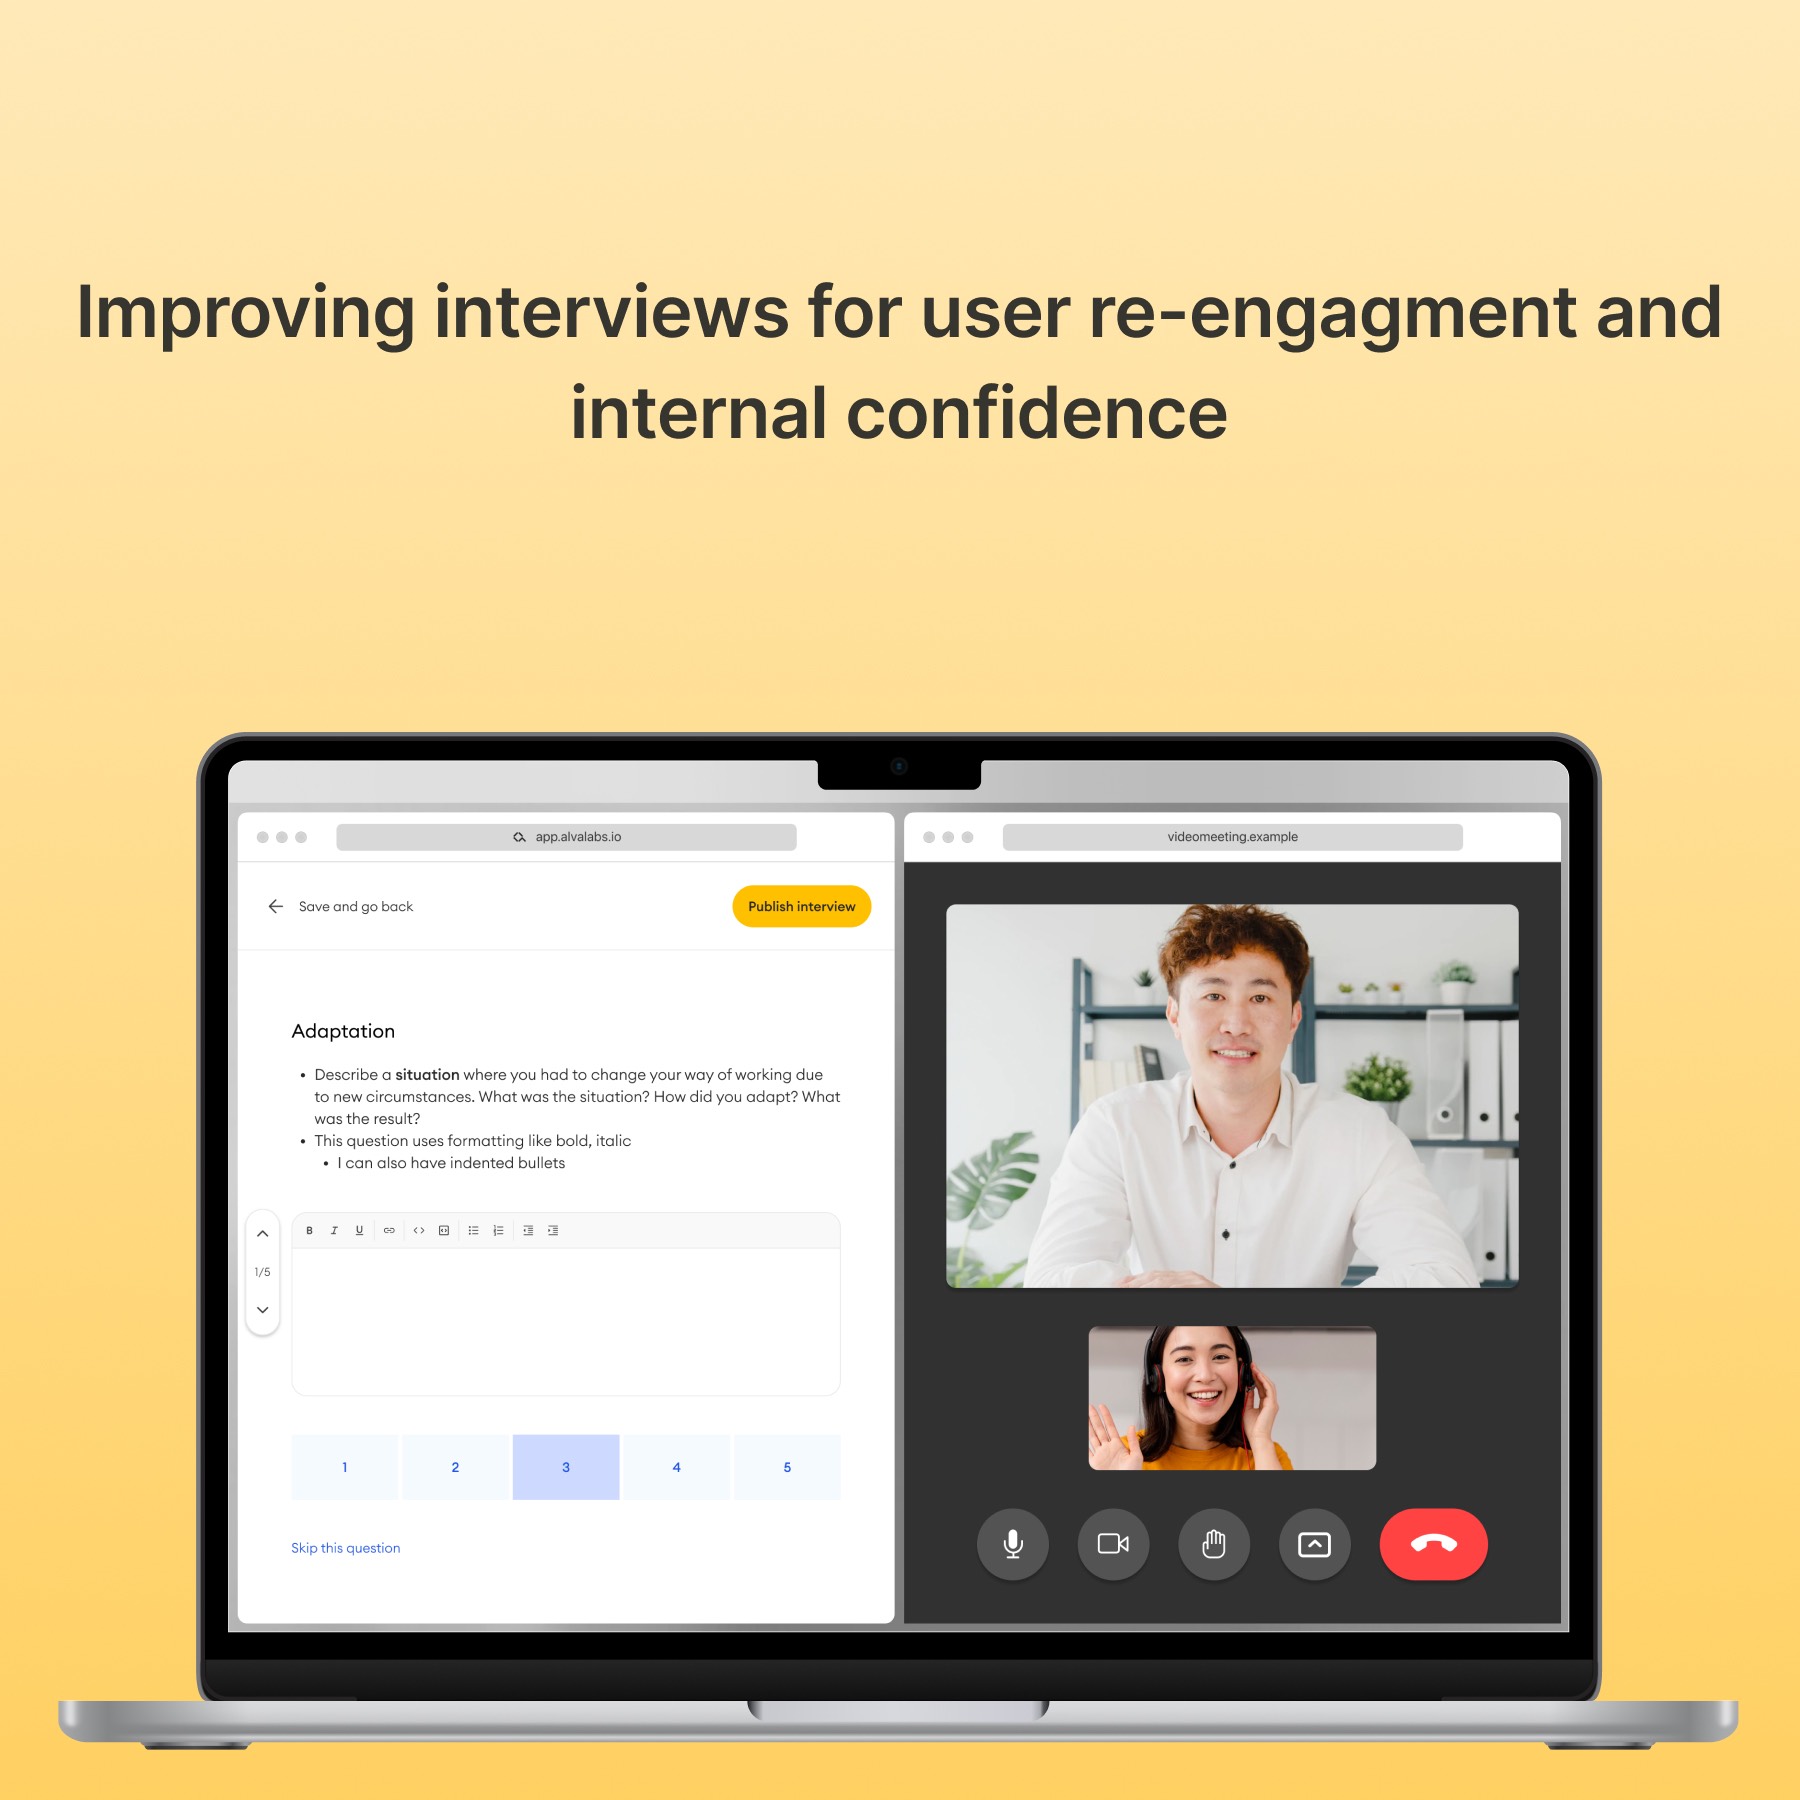 Improving interviews for user re-engagment and
internal confidence
app.alvalabs.io
videomeeting.example
Save and go back
Publish interview
Adaptation
• Describe a situation where you had to change your way of working due
to new circumstances. What was the situation? How did you adapt? What
was the result?
• This question uses formatting like bold, italic
• I can also have indented bullets
B I U
1/5
1 2 3 4 5
Skip this question